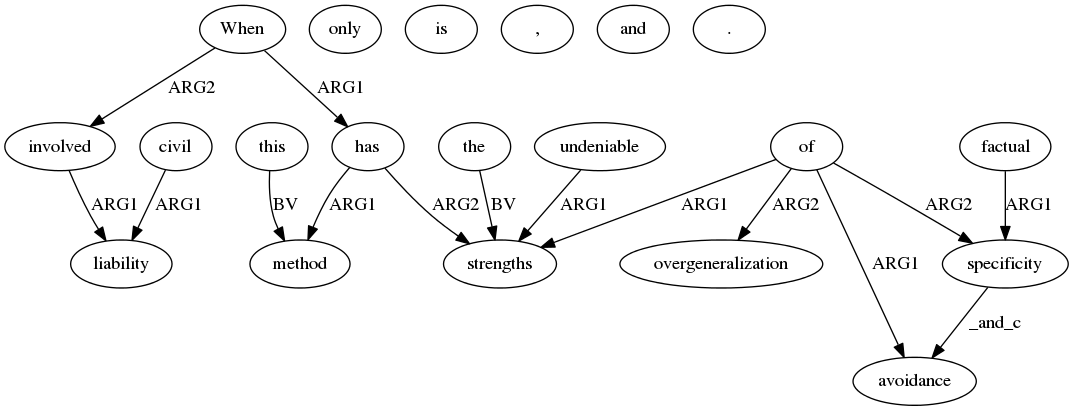 When only is , and .
ARG2 ARG1
involved civil this has the undeniable of factual
ARG1 ARG1 BV ARG1 ARG2 BV ARG1 ARG1 ARG2 ARG1 ARG2 ARG1
liability method strengths overgeneralization specificity
_and_c
avoidance